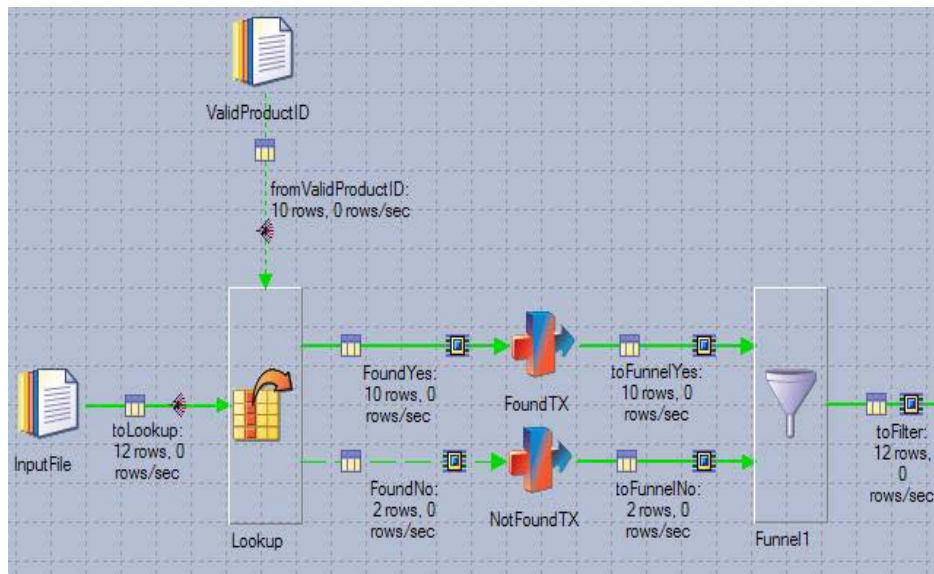 ValidProductID
fromValidProductID:
10 rows, 0 rows/sec
InputFile
toLookup:
12 rows, 0
rows/sec
Lookup
FoundYes:
10 rows, 0
rows/sec
FoundTX
toFunnelYes:
10 rows, 0
rows/sec
FoundNo:
2 rows, 0
rows/sec
NotFoundTX
toFunnelNo:
2 rows, 0
rows/sec
Funnel1
toFilter:
12 rows,
0
rows/sec